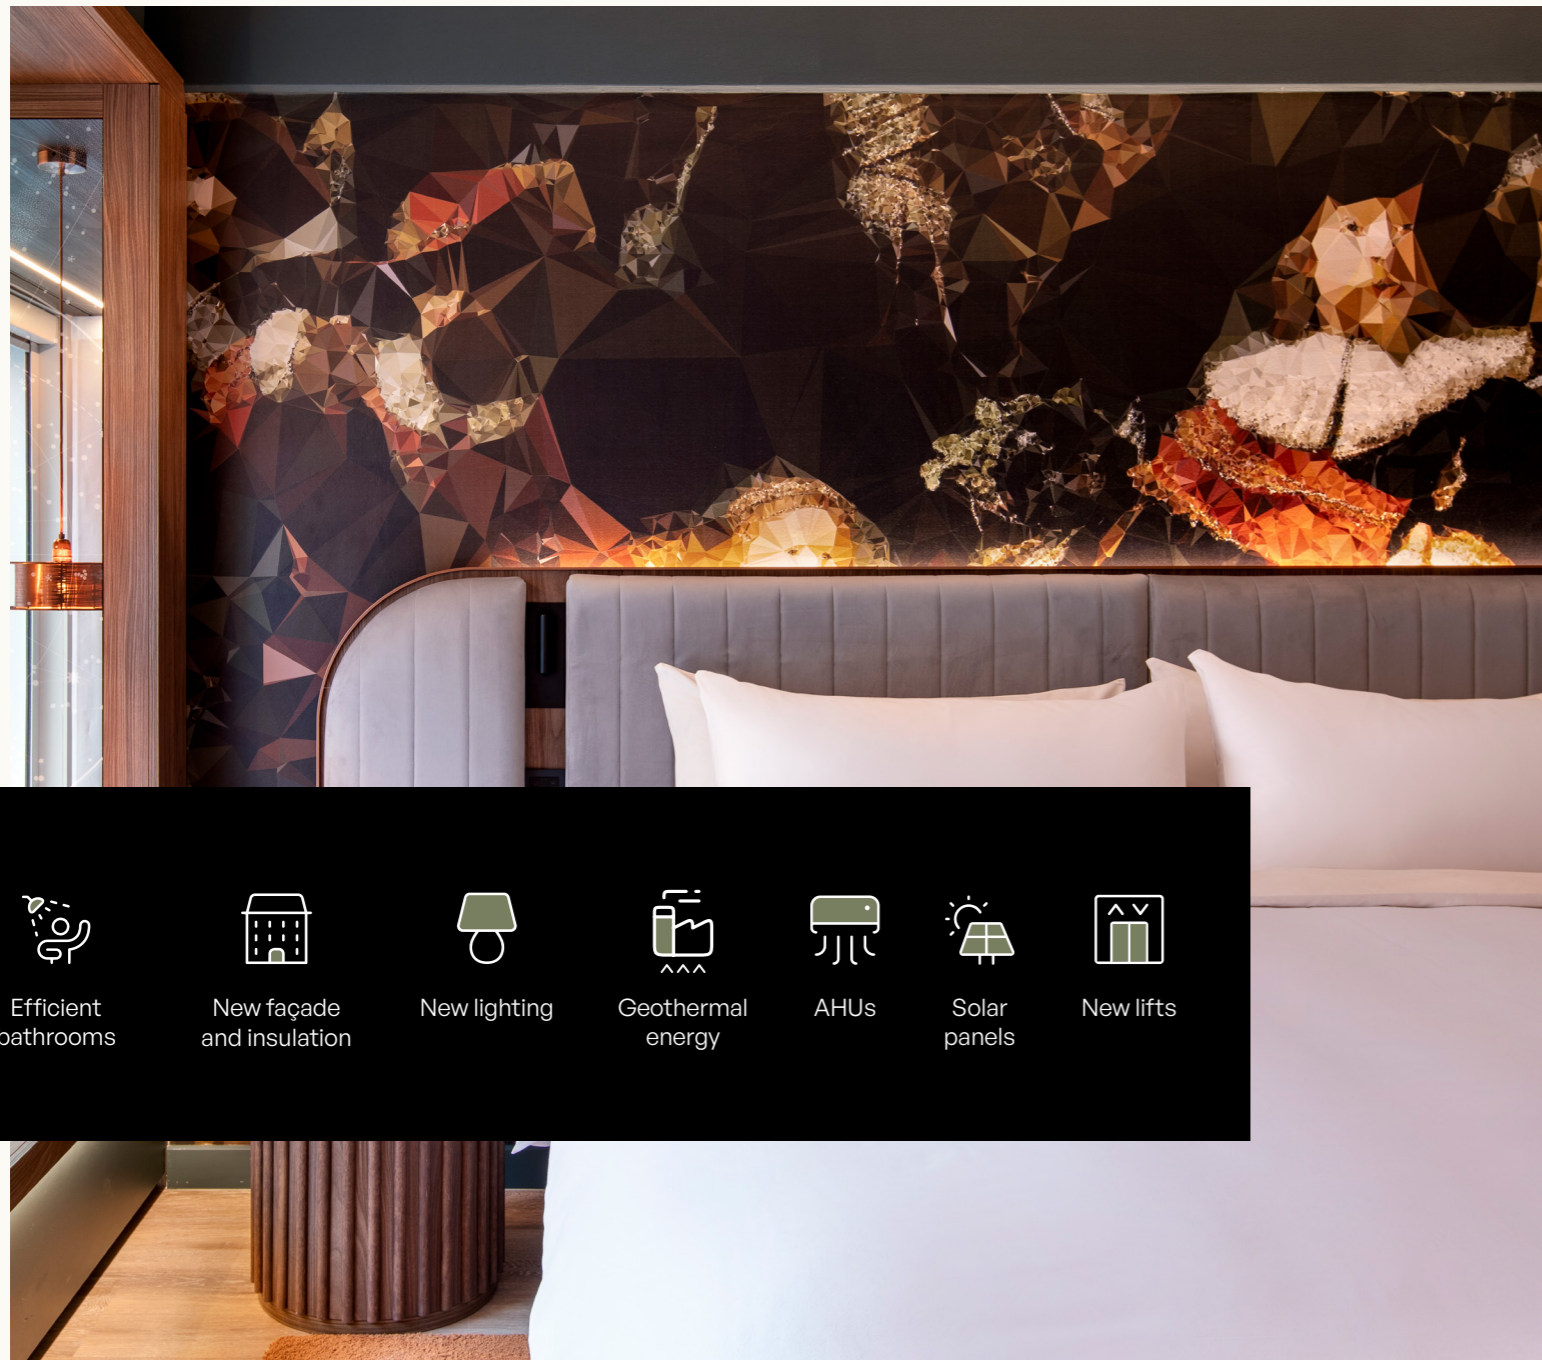 Efficient
bathrooms
New façade
and insulation
New lighting
Geothermal
energy
AHUs
Solar
panels
New lifts